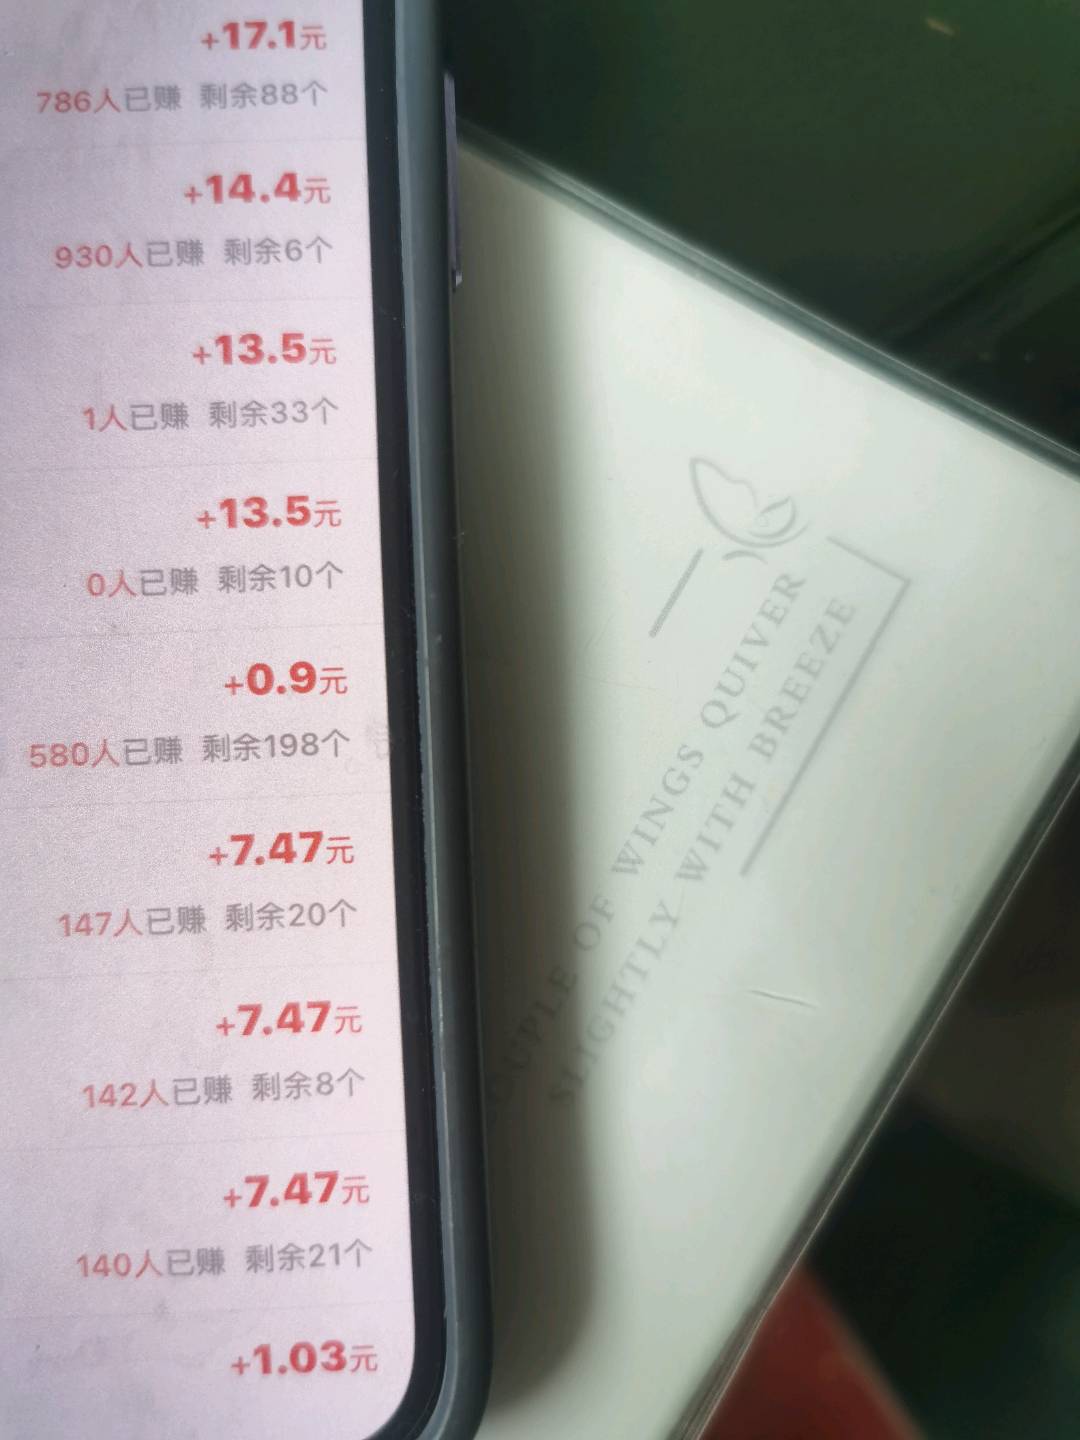 +17.1元
786人已赚 剩余88个
+14.4元
930人已赚 剩余6个
+13.5元
1人已赚 剩余33个
+13.5元
0人已赚 剩余10个
+0.9元
580人已赚 剩余198个
+7.47元
147人已赚 剩余20个
+7.47元
142人已赚 剩余8个
+7.47元
140人已赚 剩余21个
+1.03元
COUPLE OF WINGS QUIVER
SLIGHTLY WITH BREEZE